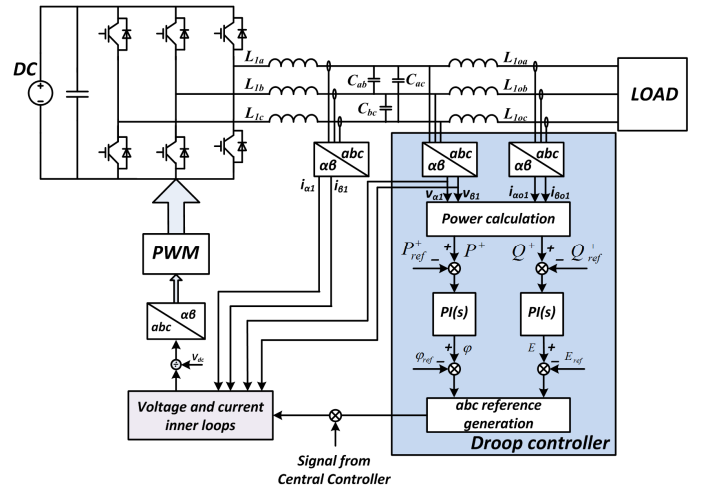 DC
L1a
L1b
L1c
Cab
Cac
Cbc
L1oa
L1ob
L1oc
LOAD
abc
αβ
abc
αβ
abc
αβ
iα1
iβ1
vα1
vβ1
iαo1
iβo1
Power calculation
P+ref
P+
Q+
Q+ref
+
−
+
−
PI(s)
PI(s)
φref
φ
E
Eref
+
−
+
−
abc reference
generation
Droop controller
PWM
αβ
abc
÷
Vdc
Voltage and current
inner loops
Signal from
Central Controller